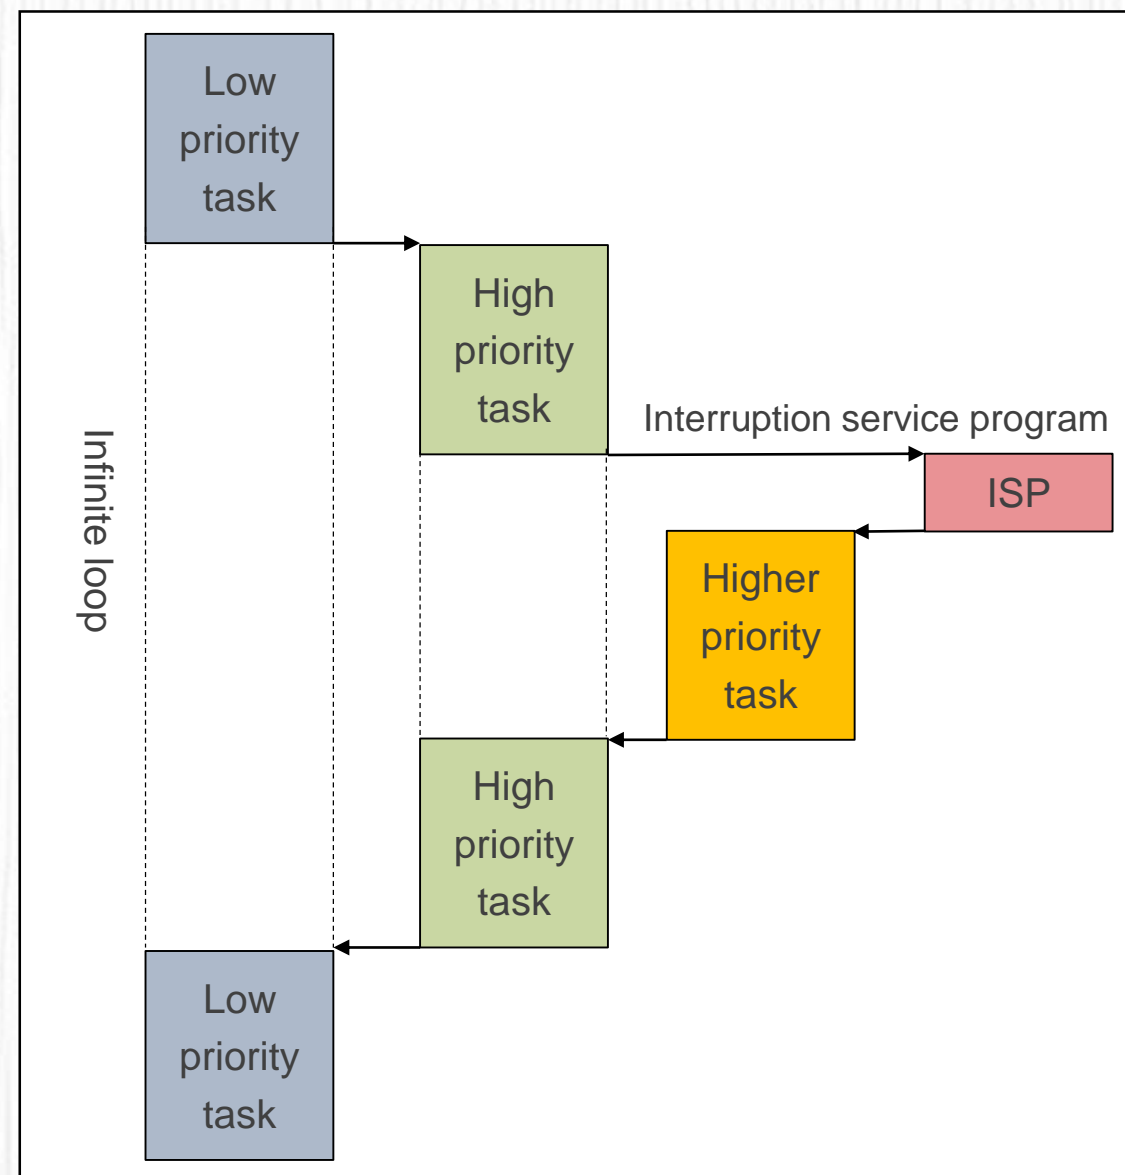 Low
priority
task
High
priority
task
Interruption service program
ISP
Infinite loop
Higher
priority
task
High
priority
task
Low
priority
task